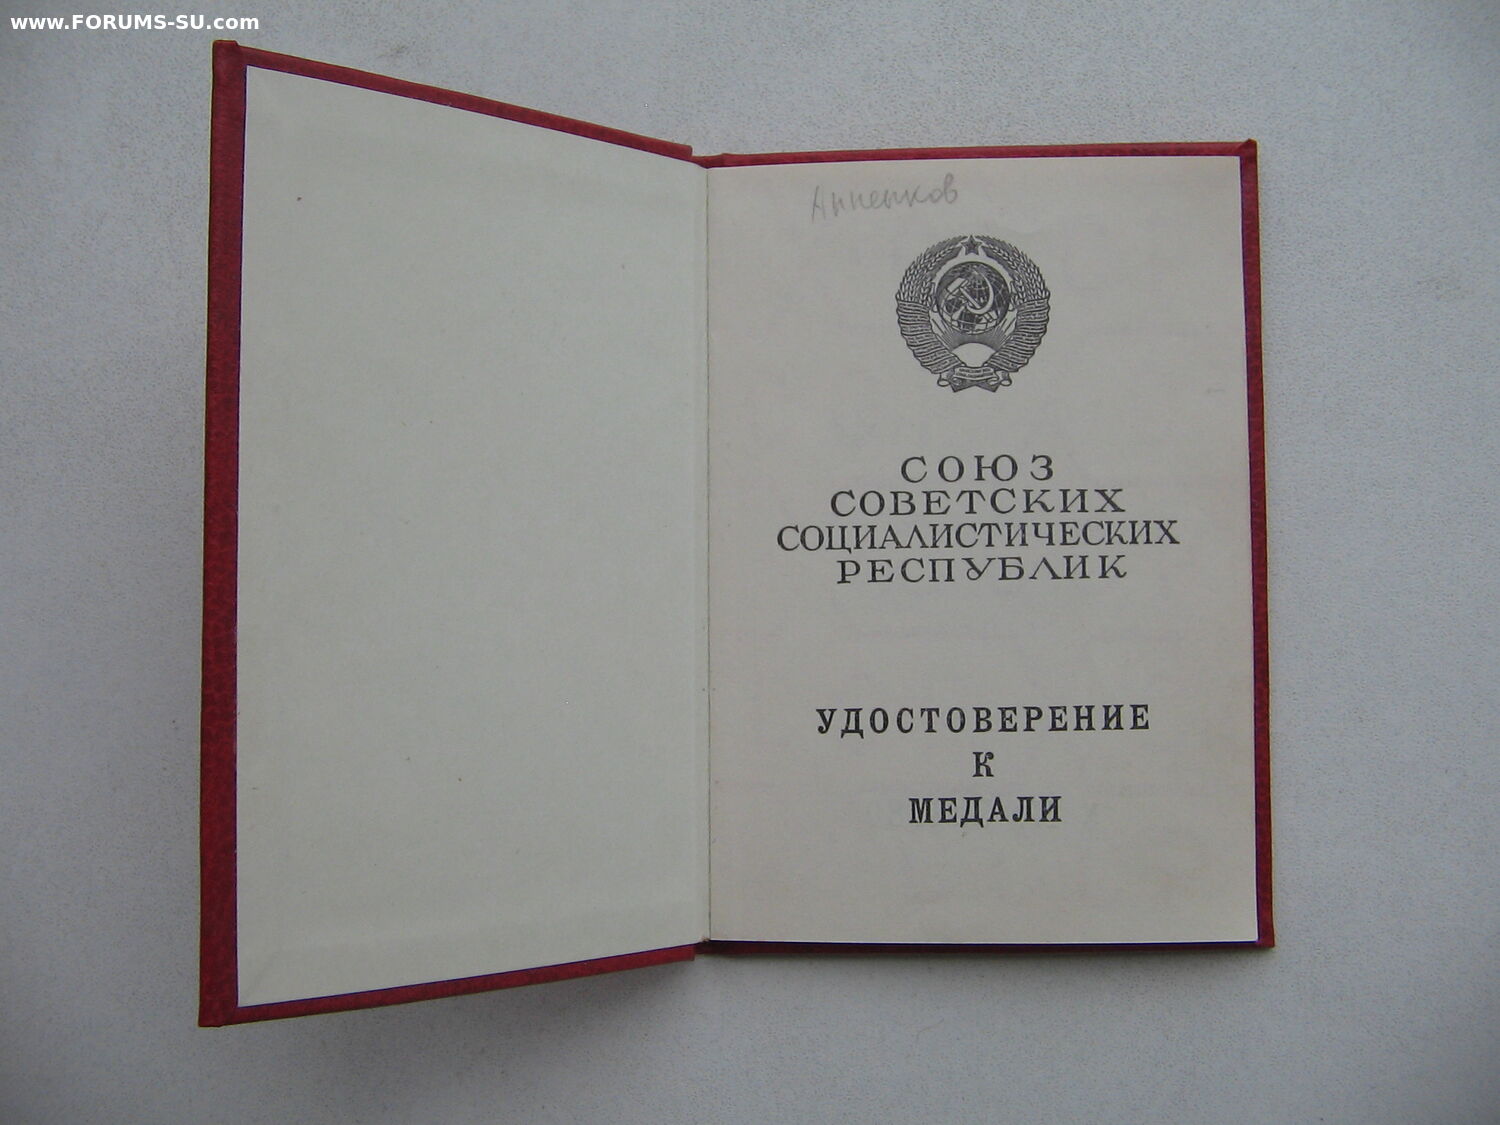 www.FORUMS-SU.com
Анненков
СОЮЗ
СОВЕТСКИХ
СОЦИАЛИСТИЧЕСКИХ
РЕСПУБЛИК
УДОСТОВЕРЕНИЕ
К
МЕДАЛИ